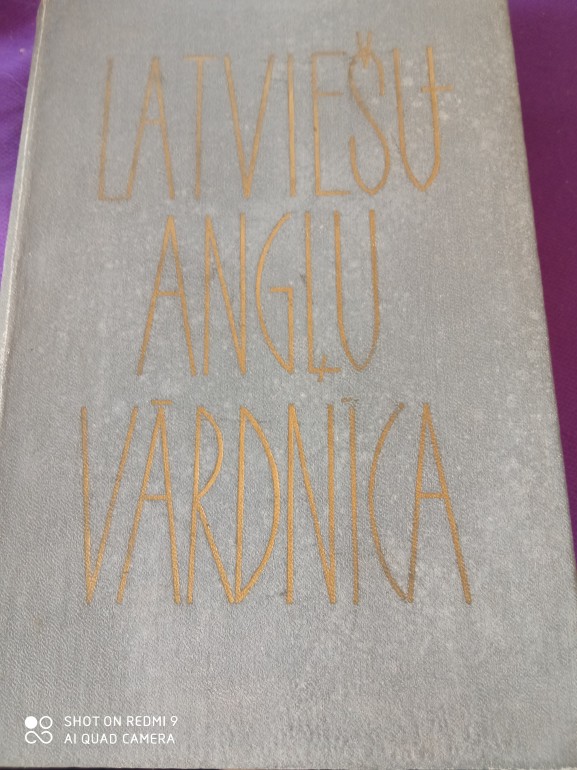 LATVIEŠU-
ANGĻU
VĀRDNĪCA
SHOT ON REDMI 9
AI QUAD CAMERA